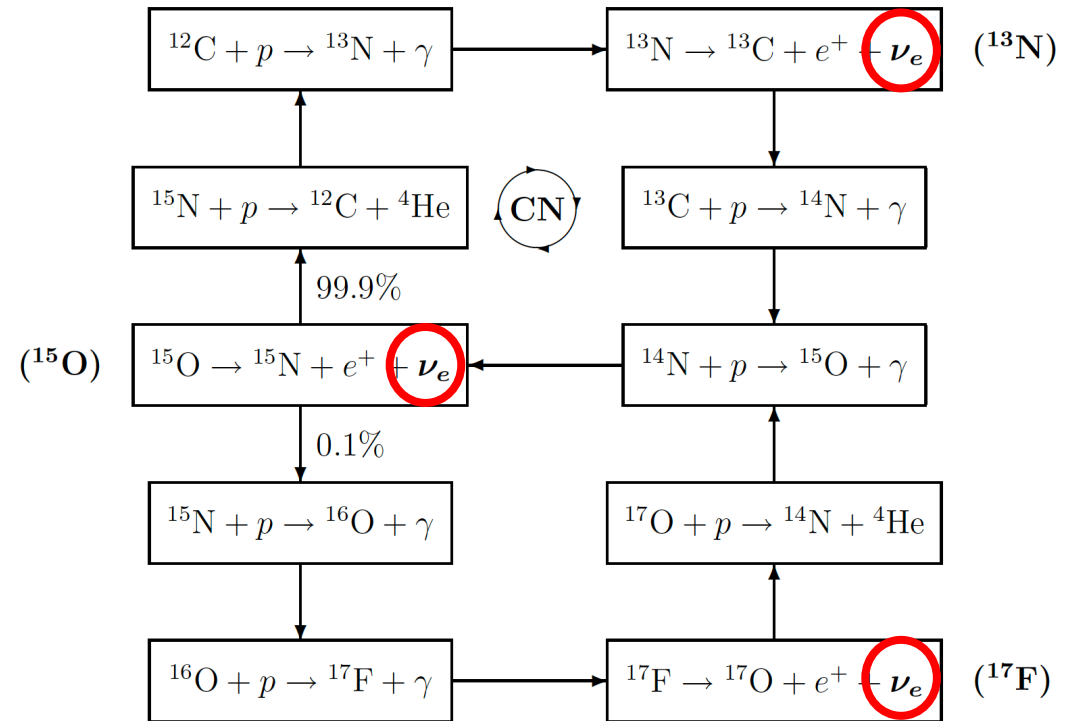 ¹²C + p → ¹³N + γ
¹³N → ¹³C + e⁺ + νₑ
(¹³N)
¹⁵N + p → ¹²C + ⁴He
CN
¹³C + p → ¹⁴N + γ
99.9%
(¹⁵O)
¹⁵O → ¹⁵N + e⁺ + νₑ
¹⁴N + p → ¹⁵O + γ
0.1%
¹⁵N + p → ¹⁶O + γ
¹⁷O + p → ¹⁴N + ⁴He
¹⁶O + p → ¹⁷F + γ
¹⁷F → ¹⁷O + e⁺ + νₑ
(¹⁷F)